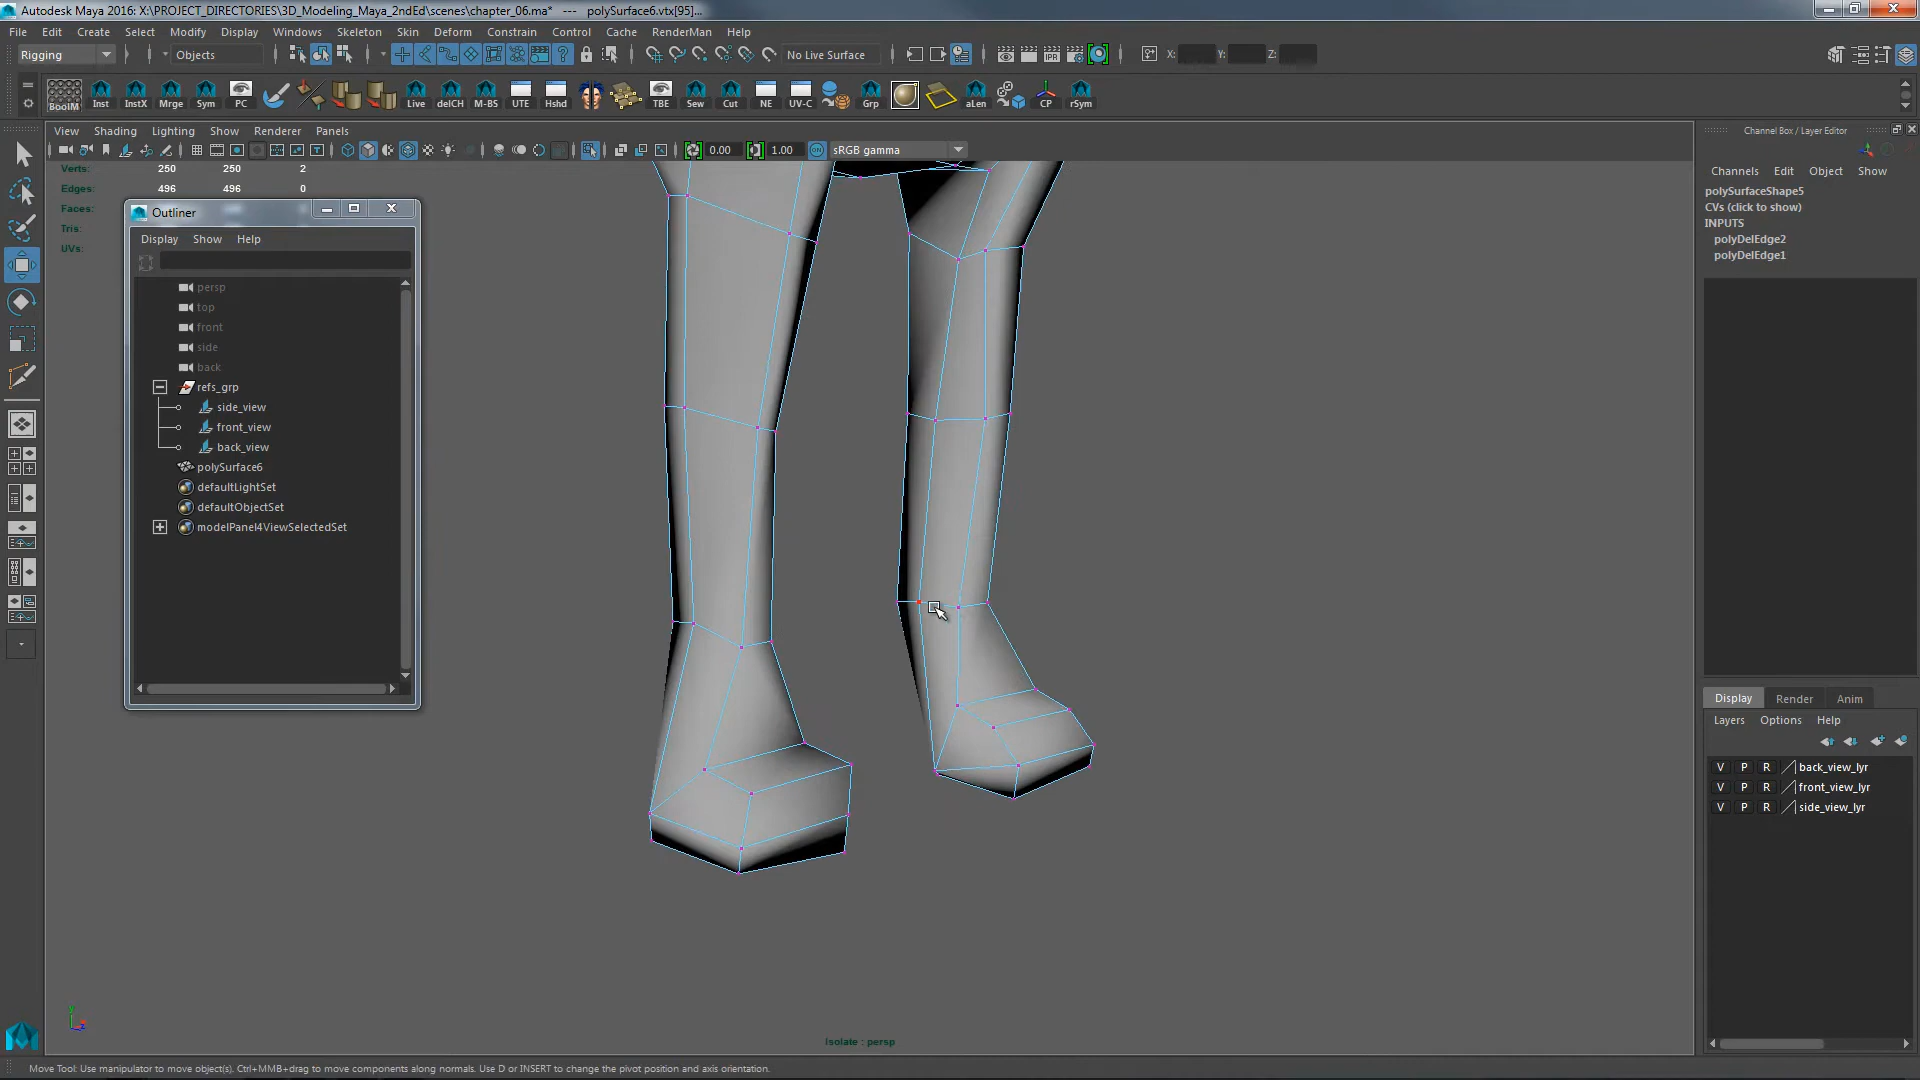 Autodesk Maya 2016: X:\PROJECT_DIRECTORIES\3D_Modeling_Maya_2ndEd\scenes\chapter_06.ma* --- polySurface6.vtx[95]...
File Edit Create Select Modify Display Windows Skeleton Skin Deform Constrain Control Cache RenderMan Help
Rigging Objects No Live Surface X: Y: Z:
BoolM Inst InstX Mrge Sym PC Live delCH M-BS UTE Hshd TBE Sew Cut NE UV-C Grp aLen CP rSym
View Shading Lighting Show Renderer Panels
0.00 1.00 ON sRGB gamma
Verts: 250 250 2
Edges: 496 496 0
Faces:
Tris:
UVs:
Outliner
Display Show Help
persp
top
front
side
back
refs_grp
side_view
front_view
back_view
polySurface6
defaultLightSet
defaultObjectSet
modelPanel4ViewSelectedSet
Isolate : persp
Channel Box / Layer Editor
Channels Edit Object Show
polySurfaceShape5
CVs (click to show)
INPUTS
polyDelEdge2
polyDelEdge1
Display Render Anim
Layers Options Help
V P R back_view_lyr
V P R front_view_lyr
V P R side_view_lyr
Move Tool: Use manipulator to move object(s). Ctrl+MMB+drag to move components along normals. Use D or INSERT to change the pivot position and axis orientation.